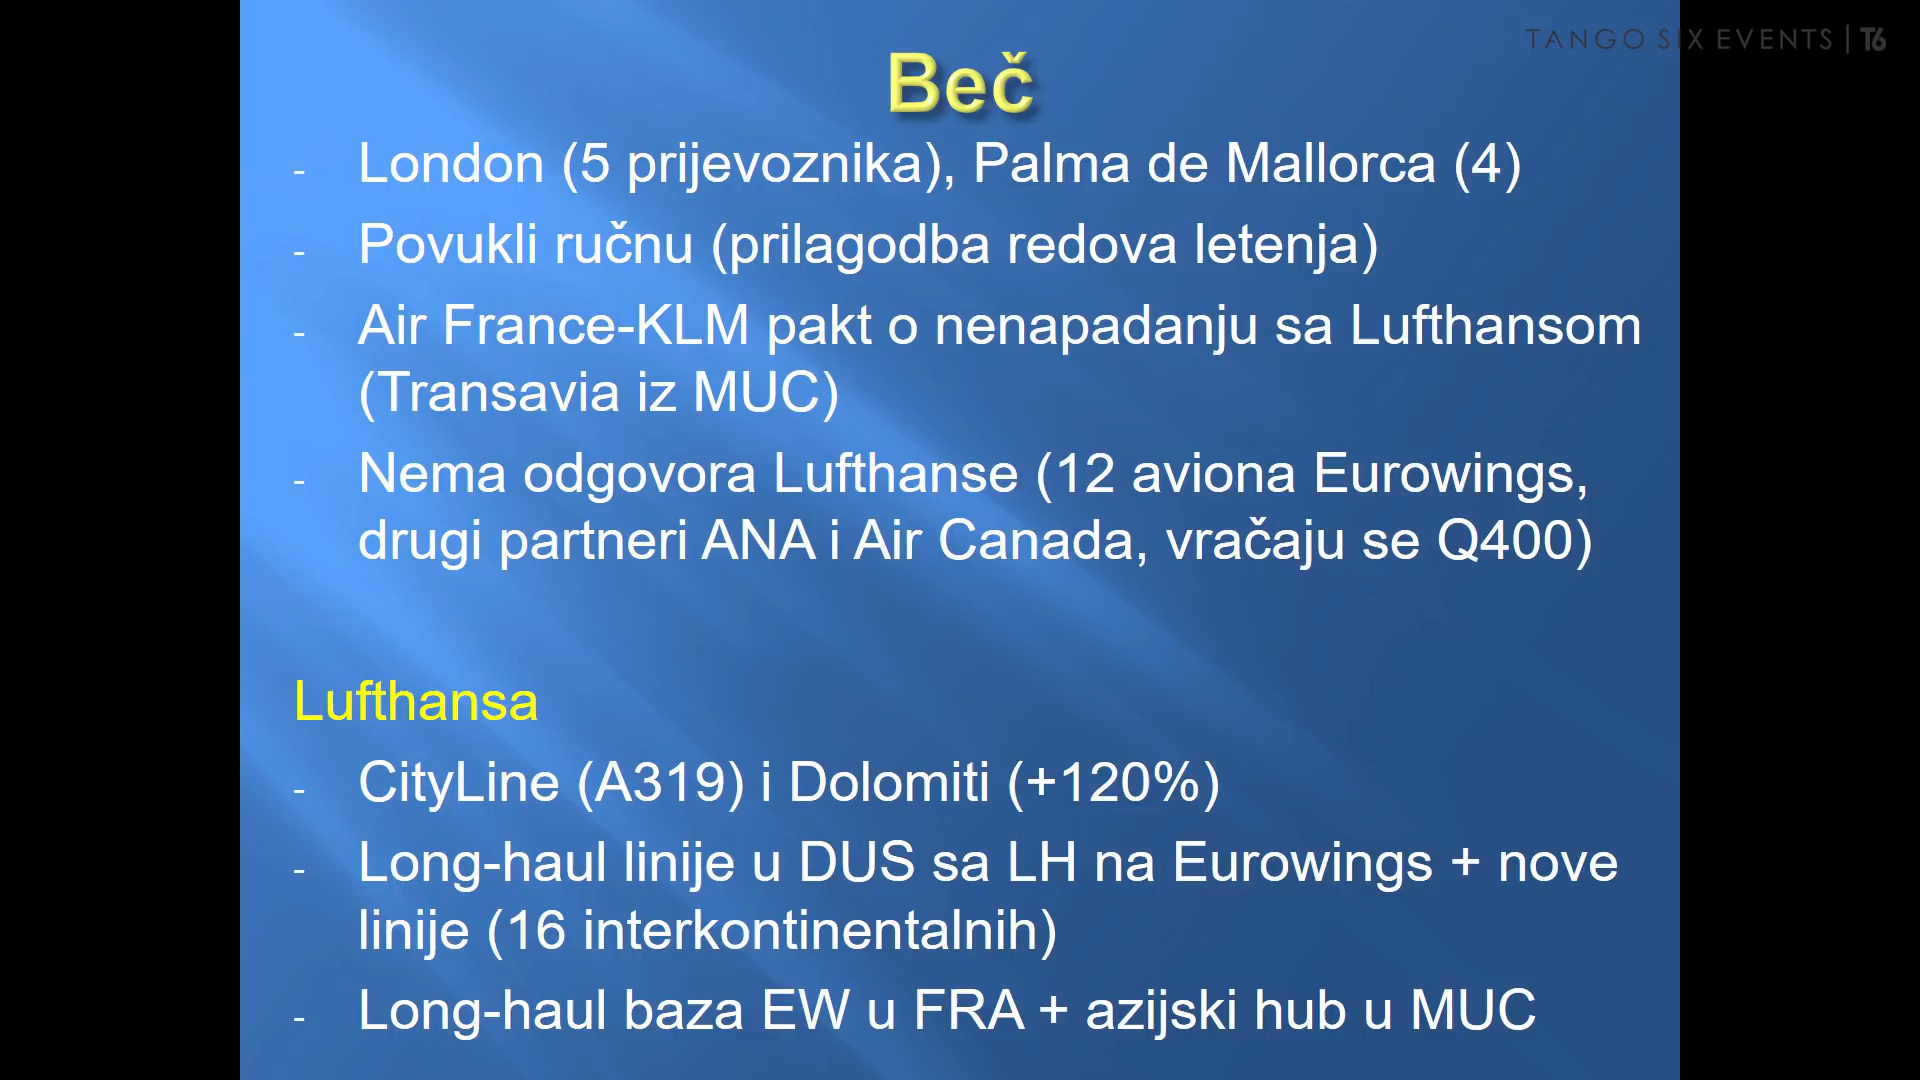 TANGO SIX EVENTS | T6
Beč
- London (5 prijevoznika), Palma de Mallorca (4)
- Povukli ručnu (prilagodba redova letenja)
- Air France-KLM pakt o nenapadanju sa Lufthansom
(Transavia iz MUC)
- Nema odgovora Lufthanse (12 aviona Eurowings,
drugi partneri ANA i Air Canada, vračaju se Q400)
Lufthansa
- CityLine (A319) i Dolomiti (+120%)
- Long-haul linije u DUS sa LH na Eurowings + nove
linije (16 interkontinentalnih)
- Long-haul baza EW u FRA + azijski hub u MUC